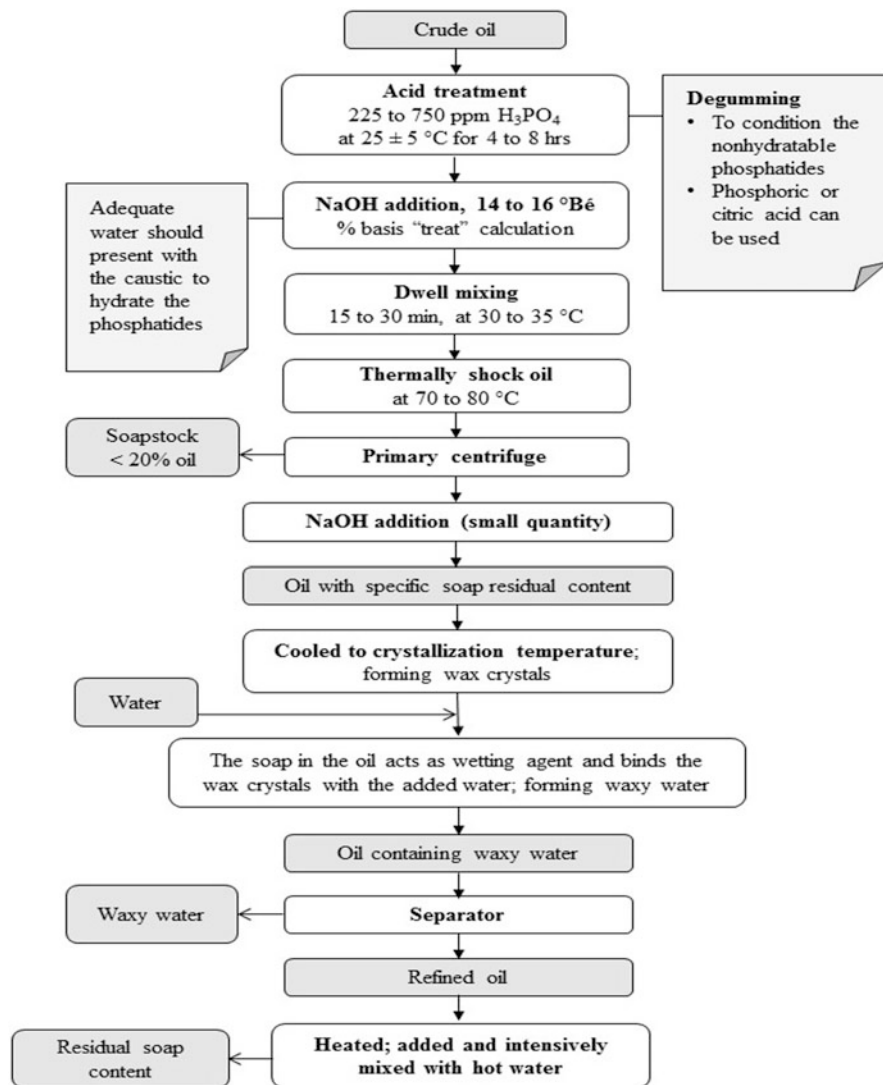 Crude oil
Acid treatment
225 to 750 ppm H₃PO₄
at 25 ± 5 °C for 4 to 8 hrs
Degumming
• To condition the
nonhydratable
phosphatides
• Phosphoric or
citric acid can
be used
NaOH addition, 14 to 16 °Bé
% basis “treat” calculation
Adequate
water should
present with
the caustic to
hydrate the
phosphatides
Dwell mixing
15 to 30 min, at 30 to 35 °C
Thermally shock oil
at 70 to 80 °C
Soapstock
< 20% oil
Primary centrifuge
NaOH addition (small quantity)
Oil with specific soap residual content
Cooled to crystallization temperature;
forming wax crystals
Water
The soap in the oil acts as wetting agent and binds the
wax crystals with the added water; forming waxy water
Oil containing waxy water
Waxy water
Separator
Refined oil
Residual soap
content
Heated; added and intensively
mixed with hot water